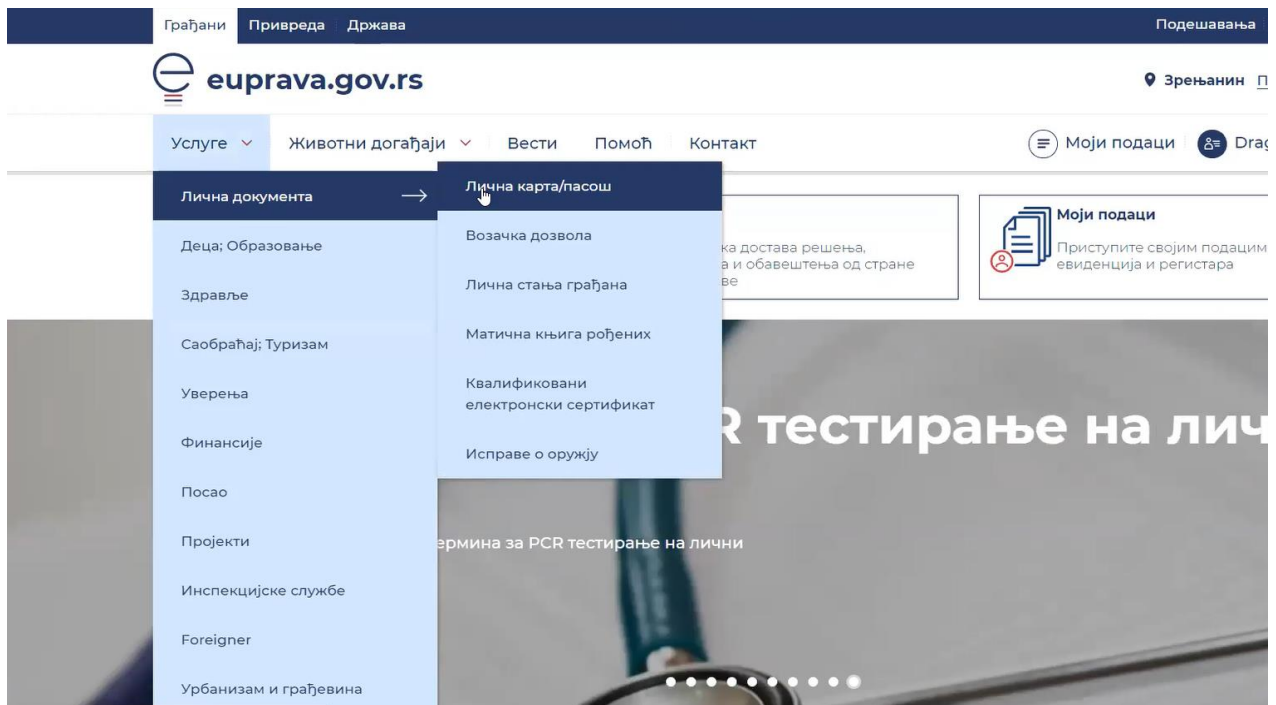 Грађани Привреда Држава Подешавања
euprava.gov.rs Зрењанин
Услуге Животни догађаји Вести Помоћ Контакт Моји подаци
Лична документа
Деца; Образовање
Здравље
Саобраћај; Туризам
Уверења
Финансије
Посао
Пројекти
Инспекцијске службе
Foreigner
Урбанизам и грађевина
Лична карта/пасош
Возачка дозвола
Лична стања грађана
Матична књига рођених
Квалификовани
електронски сертификат
Исправе о оружју
достава решења,
и обавештења од стране
Моји подаци
Приступите својим подацим
евиденција и регистара
тестирање на лич
за PCR тестирање на лични